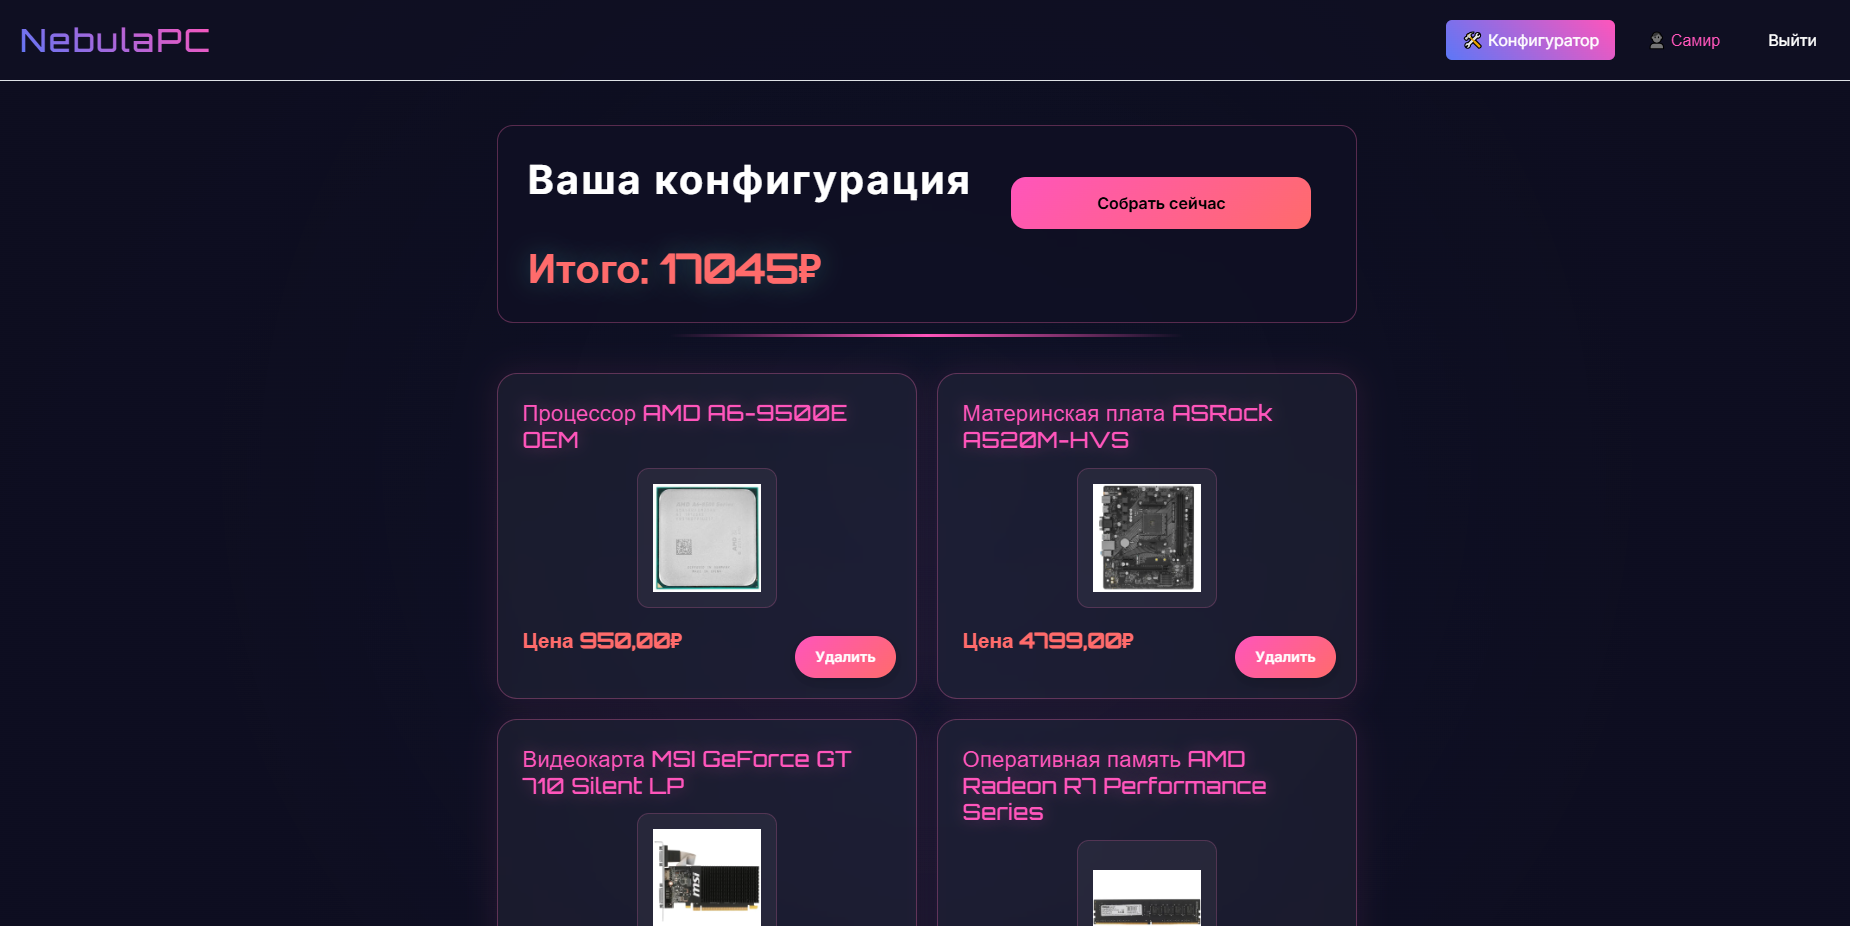 NebulaPC
Конфигуратор
Самир
Выйти
Ваша конфигурация
Собрать сейчас
Итого: 17045₽
Процессор AMD A6-9500E
OEM
Цена 950,00₽
Удалить
Материнская плата ASRock
A520M-HVS
Цена 4799,00₽
Удалить
Видеокарта MSI GeForce GT
710 Silent LP
msi
Оперативная память AMD
Radeon R7 Performance
Series